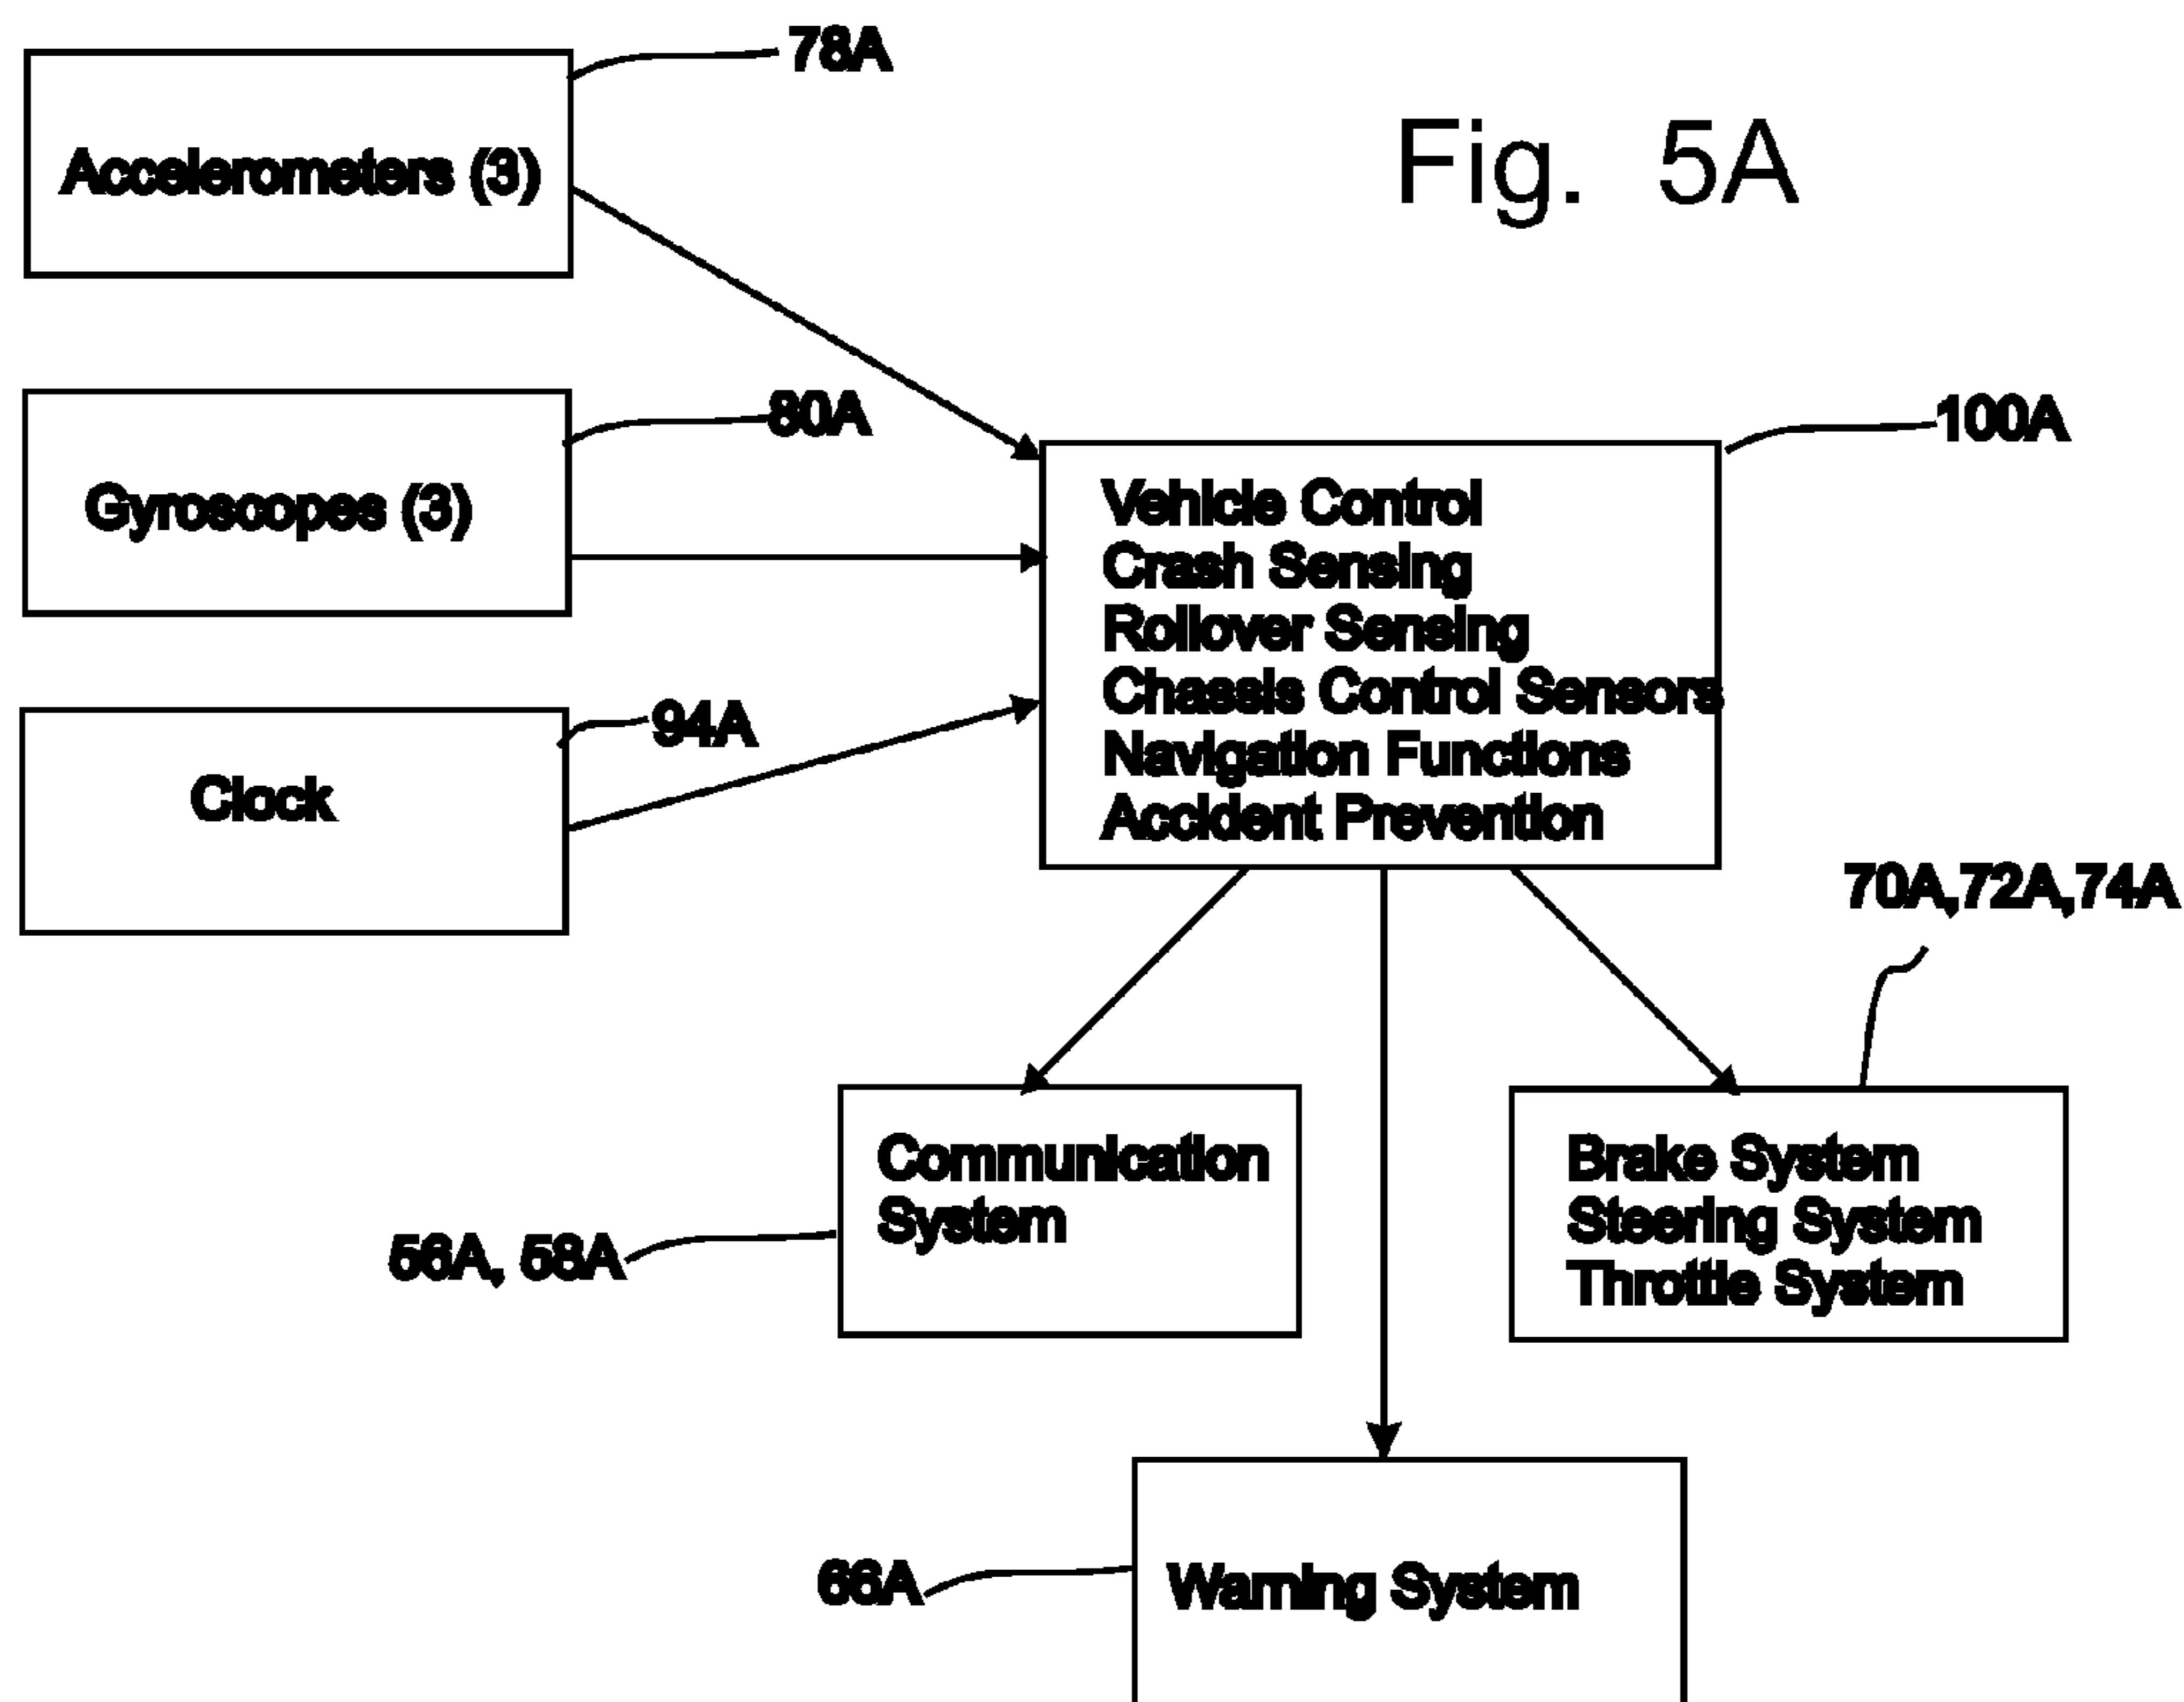 78A
Fig. 5A
Accelerometers (3)
80A
100A
Gyroscopes (3)
Vehicle Control
Crash Sensing
Rollover Sensing
Chassis Control Sensors
Navigation Functions
Accident Prevention
94A
Clock
70A,72A,74A
Communication
System
56A, 58A
Brake System
Steering System
Throttle System
66A
Warning System